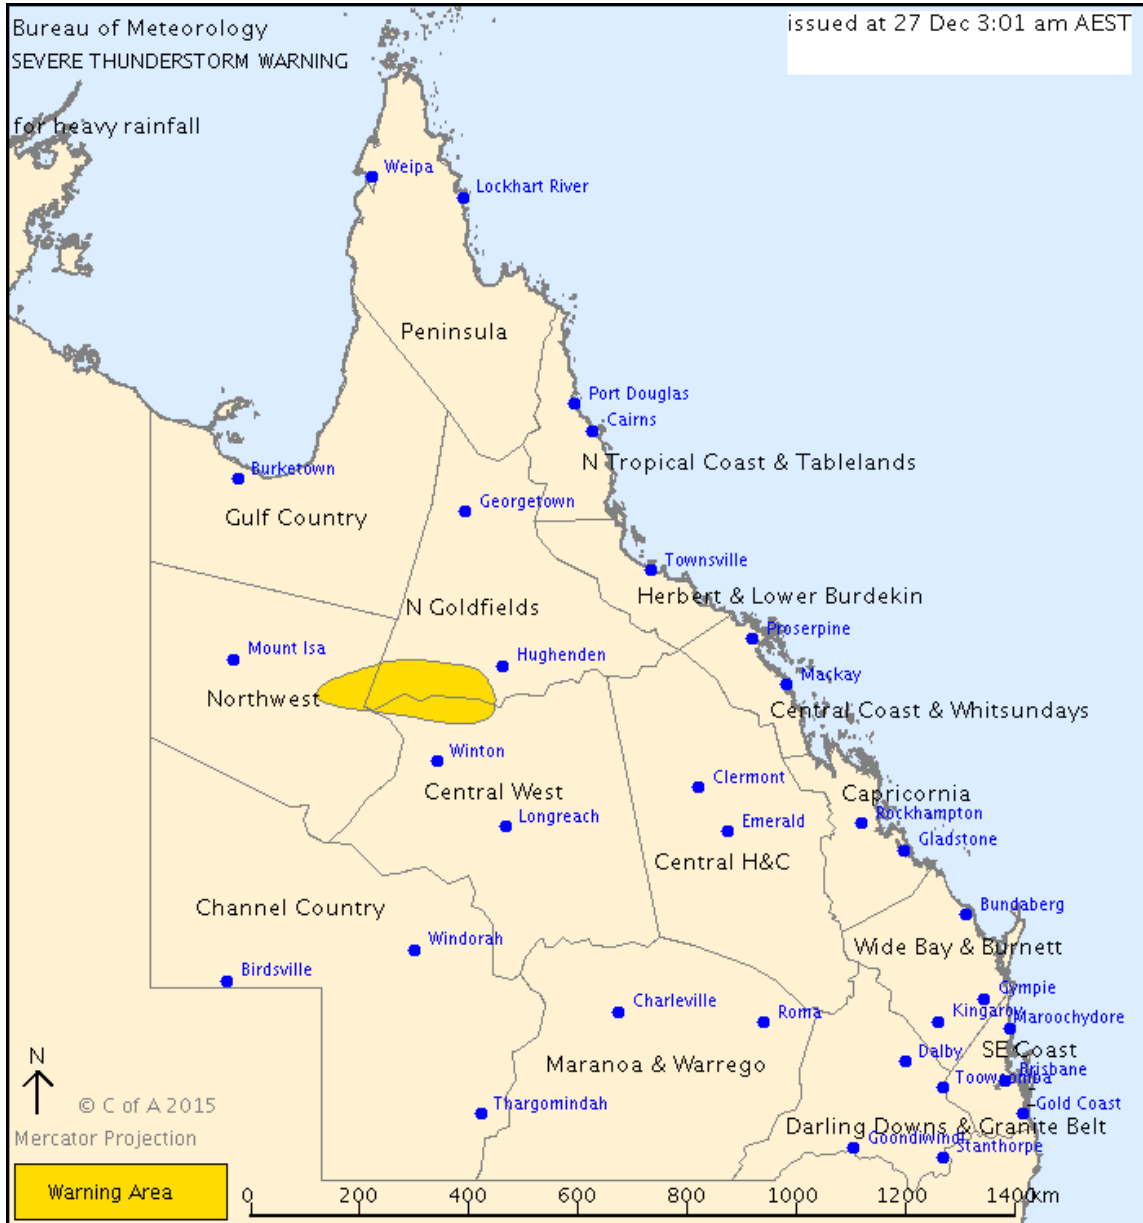 Bureau of Meteorology
issued at 27 Dec 3:01 am AEST
SEVERE THUNDERSTORM WARNING
for heavy rainfall
Weipa
Lockhart River
Peninsula
Port Douglas
Cairns
N Tropical Coast & Tablelands
Burketown
Georgetown
Gulf Country
Townsville
Herbert & Lower Burdekin
N Goldfields
Proserpine
Mount Isa
Hughenden
Mackay
Northwest
Central Coast & Whitsundays
Winton
Clermont
Central West
Capricornia
Longreach
Emerald
Rockhampton
Gladstone
Central H&C
Channel Country
Bundaberg
Windorah
Wide Bay & Burnett
Birdsville
Gympie
Charleville
Roma
Kingaroy
Maroochydore
SE Coast
Dalby
Maranoa & Warrego
Brisbane
Toowoomba
N
© C of A 2015
Thargomindah
Gold Coast
Darling Downs & Granite Belt
Mercator Projection
Goondiwindi
Stanthorpe
Warning Area
0 200 400 600 800 1000 1200 1400km